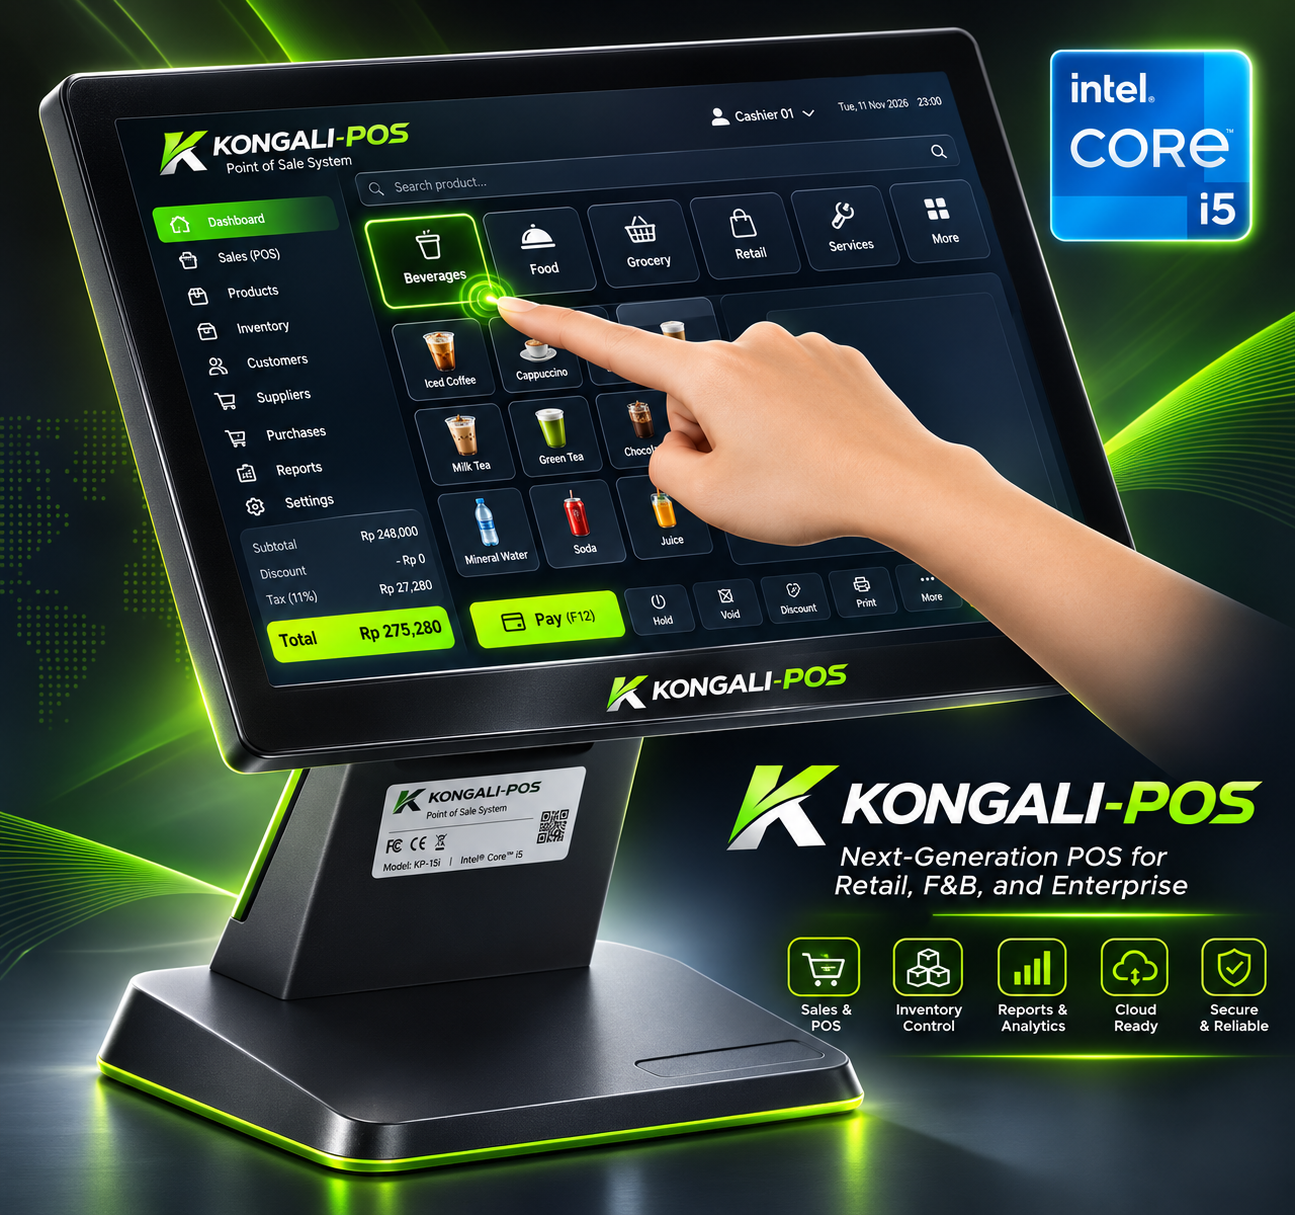 KONGALI-POS
Point of Sale System
Cashier 01
Tue, 11 Nov 2026 23:00
Search product...
Dashboard
Sales (POS)
Products
Inventory
Customers
Suppliers
Purchases
Reports
Settings
Beverages
Food
Grocery
Retail
Services
More
Iced Coffee
Cappuccino
Milk Tea
Green Tea
Mineral Water
Soda
Juice
Subtotal Rp 248,000
Discount - Rp 0
Tax (11%) Rp 27,280
Total Rp 275,280
Pay (F12)
Hold
Void
Discount
Print
More
KONGALI-POS
intel.
CORE™
i5
KONGALI-POS
Point of Sale System
FC CE
Model: KP-15i | Intel® Core™ i5
KONGALI-POS
Next-Generation POS for
Retail, F&B, and Enterprise
Sales &
POS
Inventory
Control
Reports &
Analytics
Cloud
Ready
Secure
& Reliable